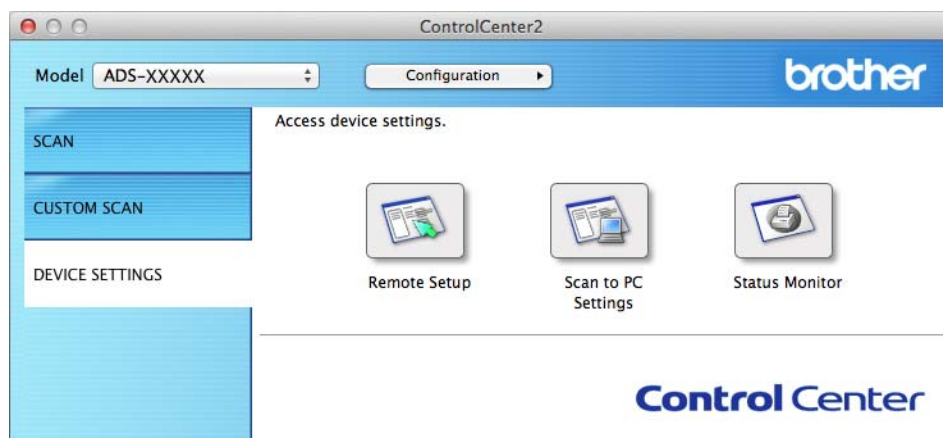 ControlCenter2
Model ADS-XXXXX Configuration brother
SCAN
CUSTOM SCAN
DEVICE SETTINGS
Access device settings.
Remote Setup
Scan to PC
Settings
Status Monitor
Control Center